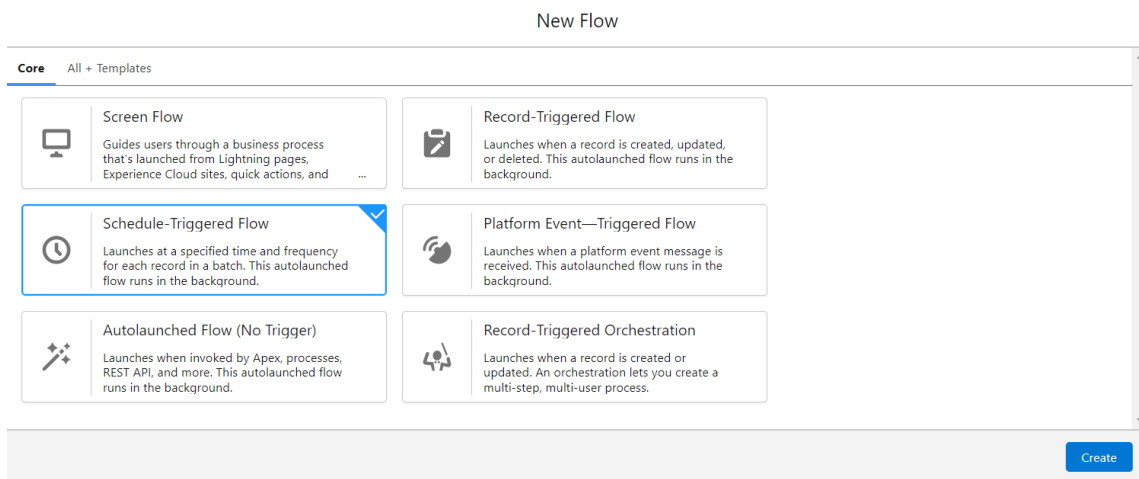 New Flow
Core
All + Templates
Screen Flow
Guides users through a business process
that's launched from Lightning pages,
Experience Cloud sites, quick actions, and ...
Record-Triggered Flow
Launches when a record is created, updated,
or deleted. This autolaunched flow runs in the
background.
Schedule-Triggered Flow
Launches at a specified time and frequency
for each record in a batch. This autolaunched
flow runs in the background.
Platform Event—Triggered Flow
Launches when a platform event message is
received. This autolaunched flow runs in the
background.
Autolaunched Flow (No Trigger)
Launches when invoked by Apex, processes,
REST API, and more. This autolaunched flow
runs in the background.
Record-Triggered Orchestration
Launches when a record is created or
updated. An orchestration lets you create a
multi-step, multi-user process.
Create